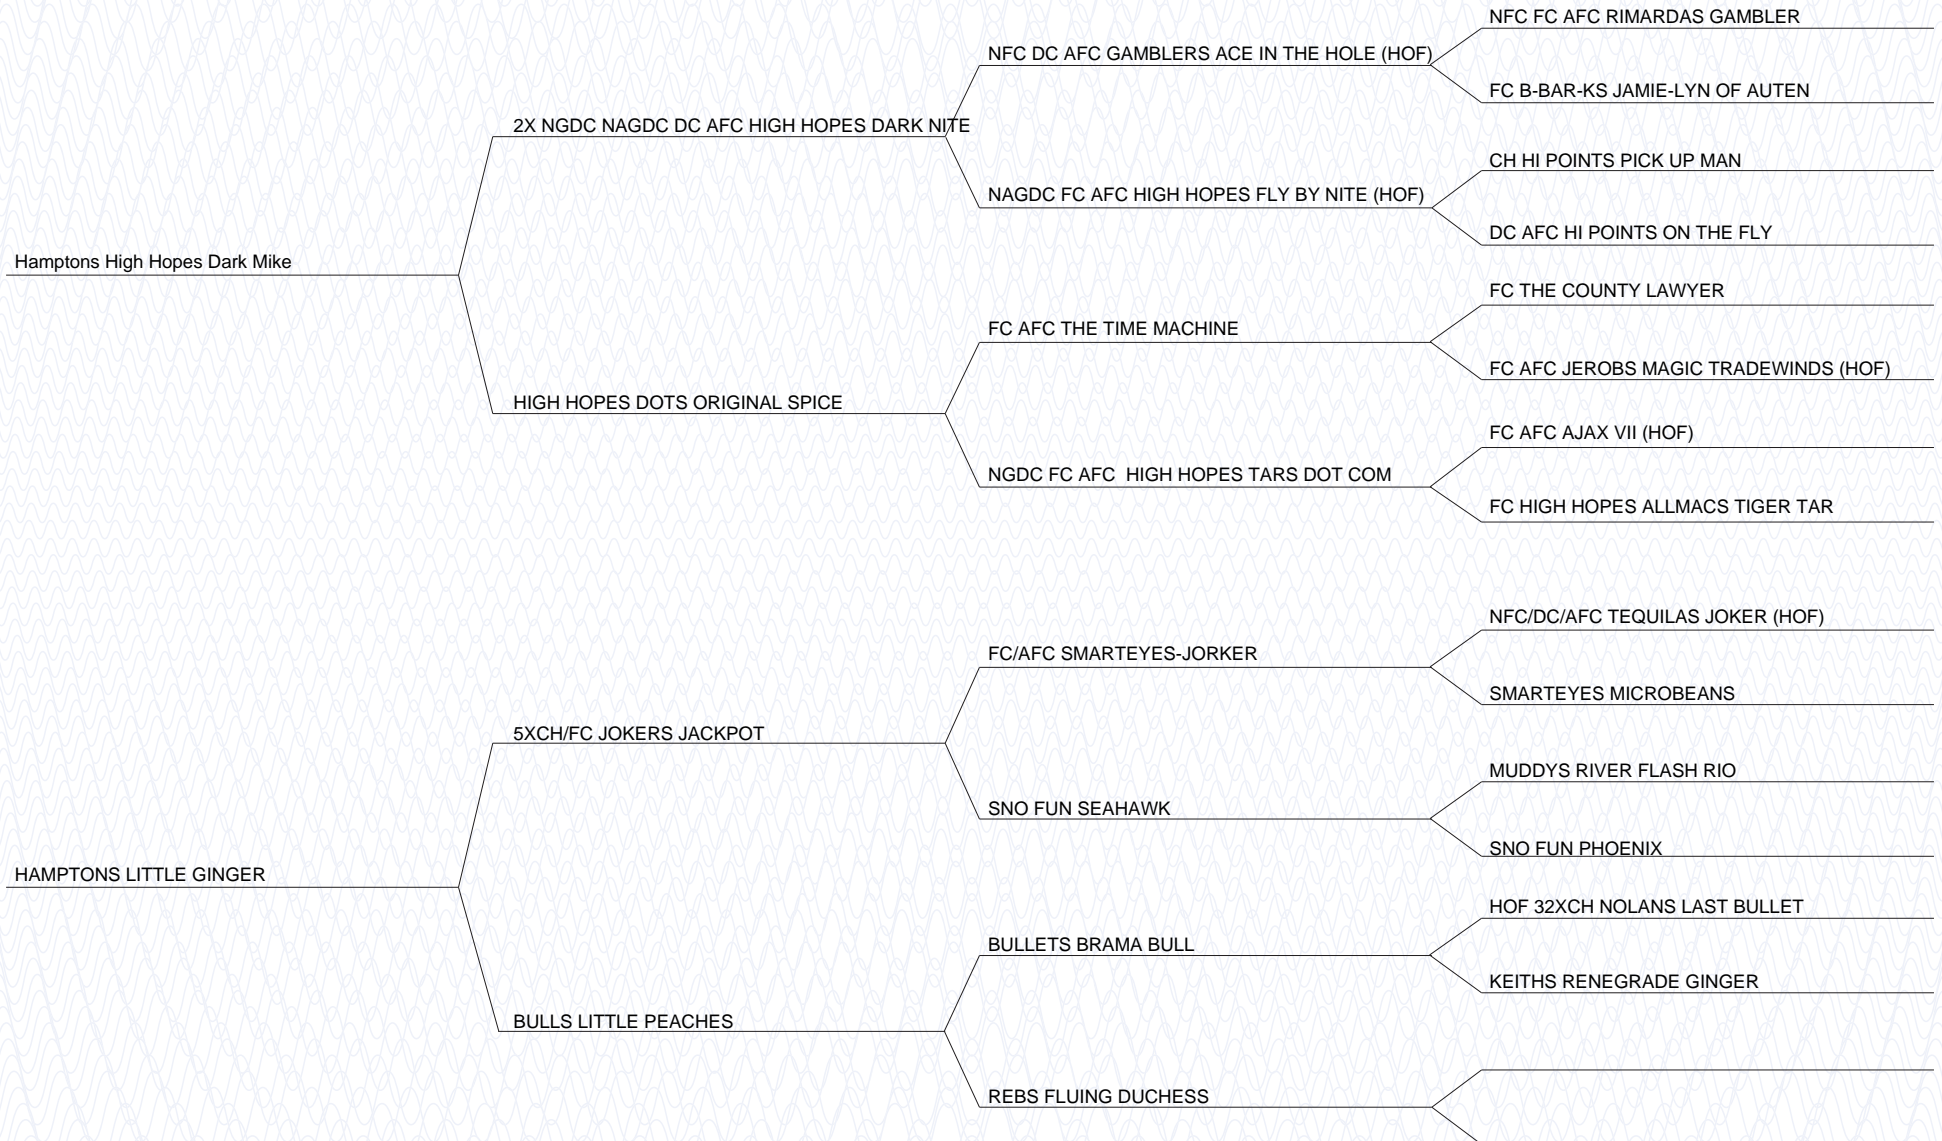 NFC FC AFC RIMARDAS GAMBLER
NFC DC AFC GAMBLERS ACE IN THE HOLE (HOF)
FC B-BAR-KS JAMIE-LYN OF AUTEN
2X NGDC NAGDC DC AFC HIGH HOPES DARK NITE
CH HI POINTS PICK UP MAN
NAGDC FC AFC HIGH HOPES FLY BY NITE (HOF)
DC AFC HI POINTS ON THE FLY
Hamptons High Hopes Dark Mike
FC THE COUNTY LAWYER
FC AFC THE TIME MACHINE
FC AFC JEROBS MAGIC TRADEWINDS (HOF)
HIGH HOPES DOTS ORIGINAL SPICE
FC AFC AJAX VII (HOF)
NGDC FC AFC  HIGH HOPES TARS DOT COM
FC HIGH HOPES ALLMACS TIGER TAR
NFC/DC/AFC TEQUILAS JOKER (HOF)
FC/AFC SMARTEYES-JORKER
SMARTEYES MICROBEANS
5XCH/FC JOKERS JACKPOT
MUDDYS RIVER FLASH RIO
SNO FUN SEAHAWK
SNO FUN PHOENIX
HAMPTONS LITTLE GINGER
HOF 32XCH NOLANS LAST BULLET
BULLETS BRAMA BULL
KEITHS RENEGRADE GINGER
BULLS LITTLE PEACHES
REBS FLUING DUCHESS